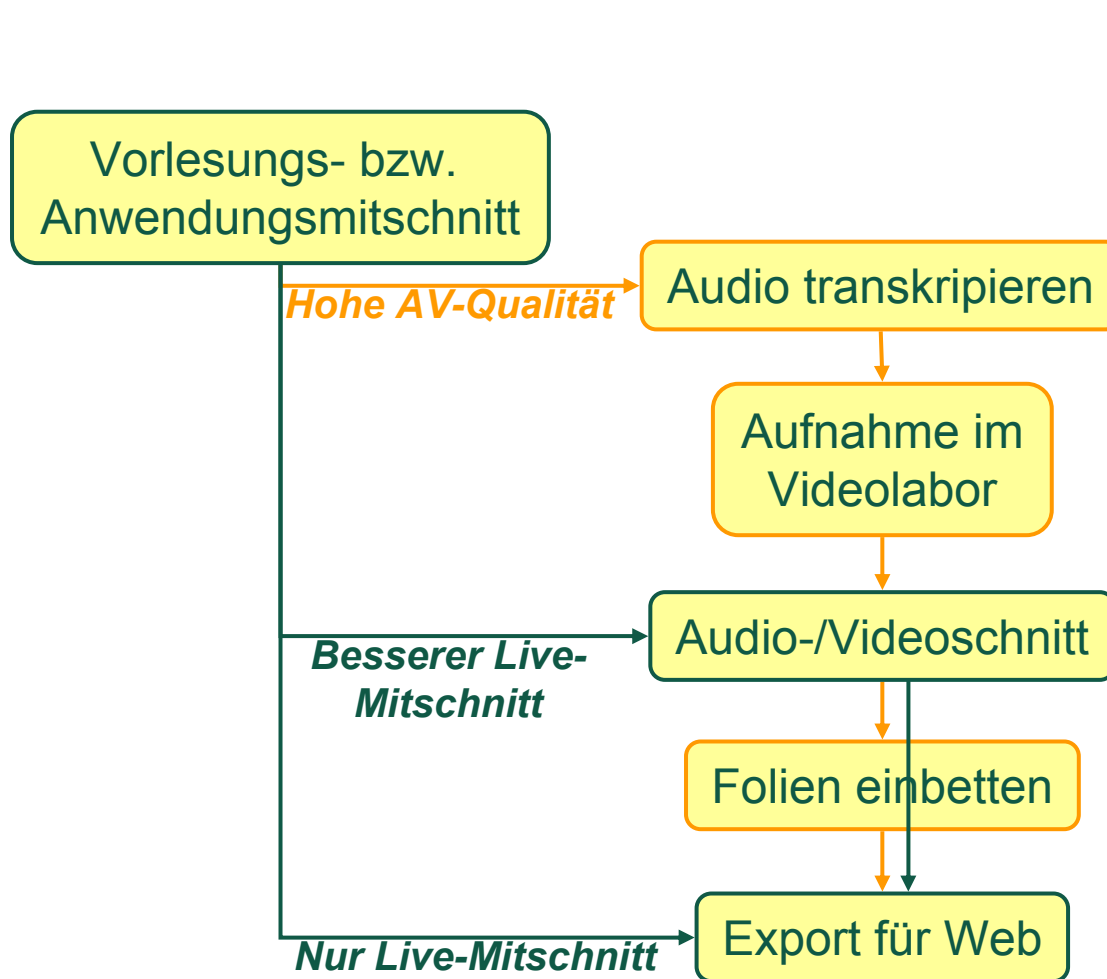 Vorlesungs- bzw.
Anwendungsmitschnitt
Hohe AV-Qualität
Audio transkripieren
Aufnahme im
Videolabor
Besserer Live-
Mitschnitt
Audio-/Videoschnitt
Folien einbetten
Nur Live-Mitschnitt
Export für Web